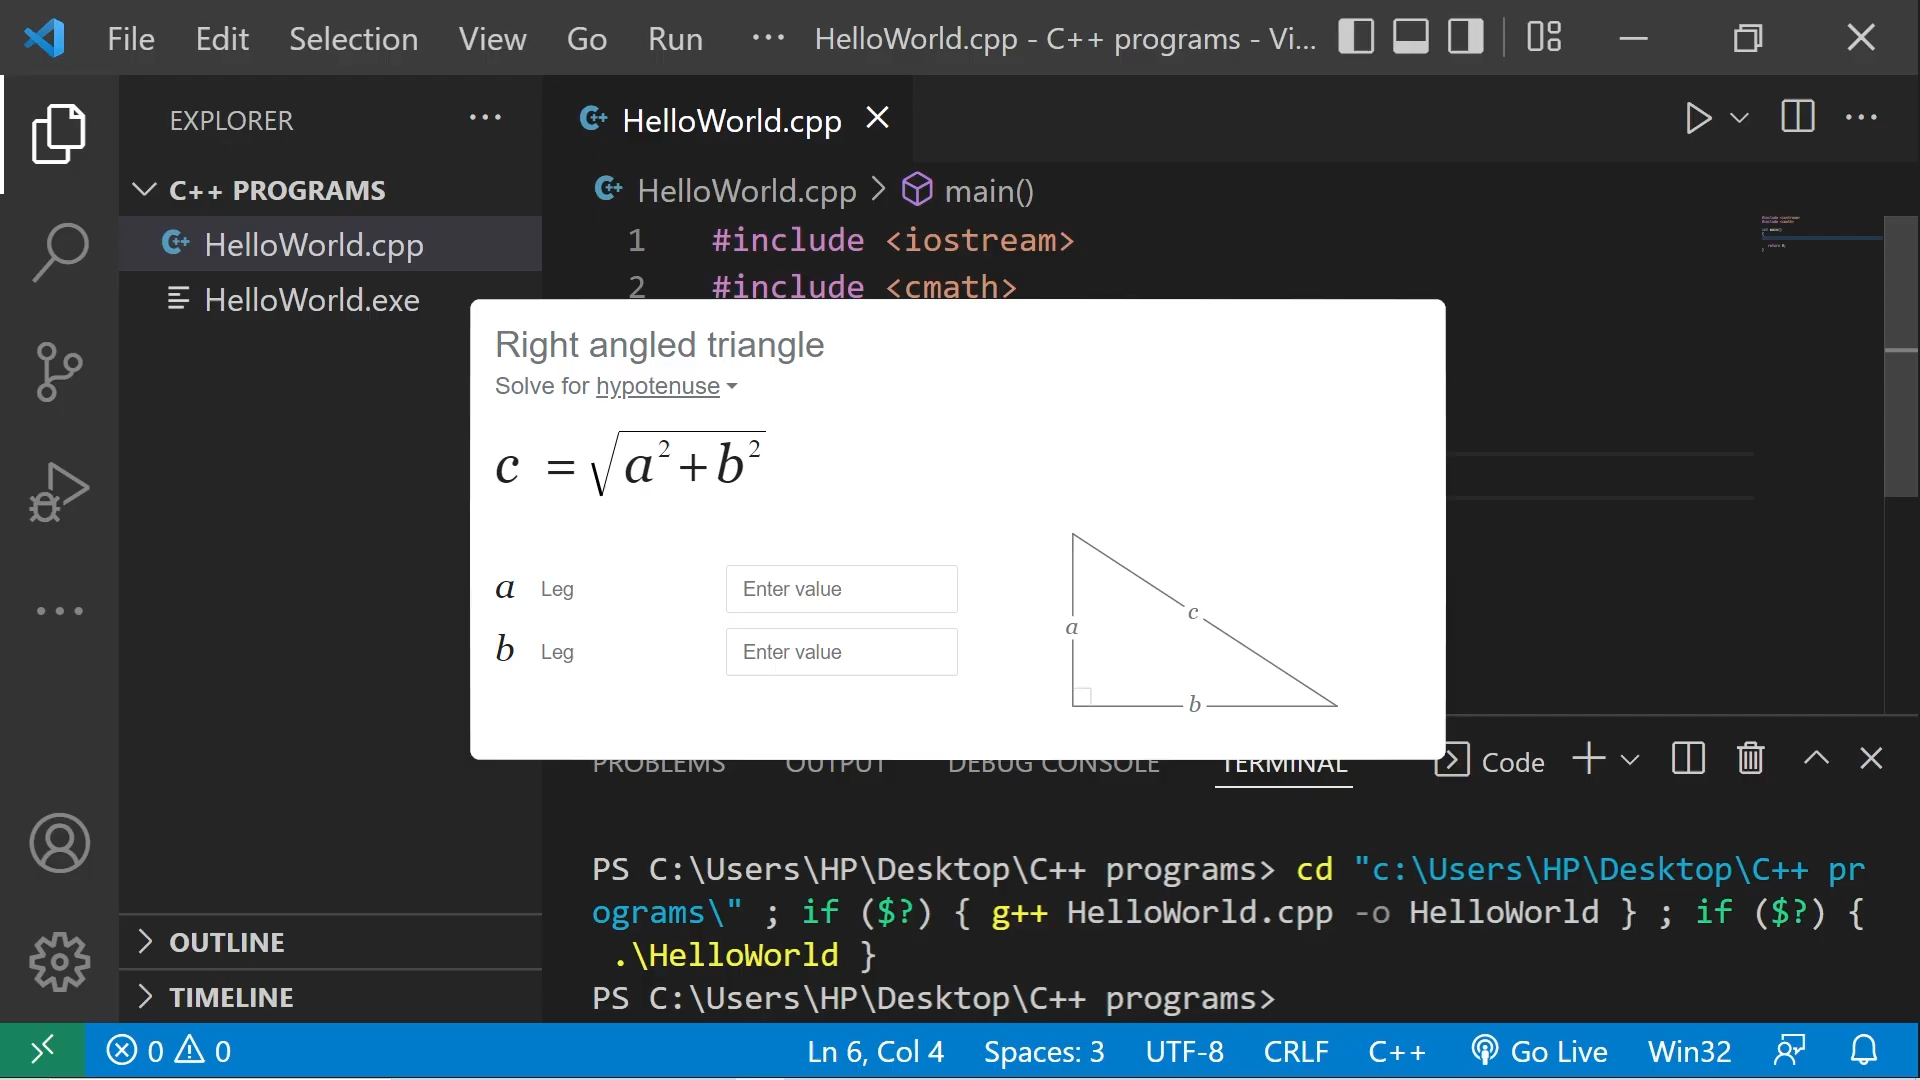 File Edit Selection View Go Run ··· HelloWorld.cpp - C++ programs - Vi...
EXPLORER ···
C++ PROGRAMS
HelloWorld.cpp
HelloWorld.exe
HelloWorld.cpp
HelloWorld.cpp > main()
1 #include <iostream>
2 #include <cmath>
Right angled triangle
Solve for hypotenuse
c = √a²+b²
a Leg Enter value
b Leg Enter value
a
c
b
PROBLEMS OUTPUT DEBUG CONSOLE TERMINAL Code
PS C:\Users\HP\Desktop\C++ programs> cd "c:\Users\HP\Desktop\C++ pr
ograms\" ; if ($?) { g++ HelloWorld.cpp -o HelloWorld } ; if ($?) {
.\HelloWorld }
PS C:\Users\HP\Desktop\C++ programs>
OUTLINE
TIMELINE
0 0 Ln 6, Col 4 Spaces: 3 UTF-8 CRLF C++ Go Live Win32